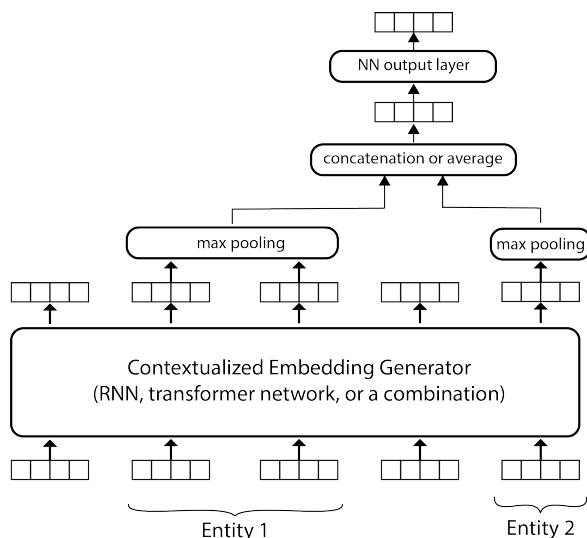 NN output layer
concatenation or average
max pooling
max pooling
Contextualized Embedding Generator
(RNN, transformer network, or a combination)
Entity 1
Entity 2